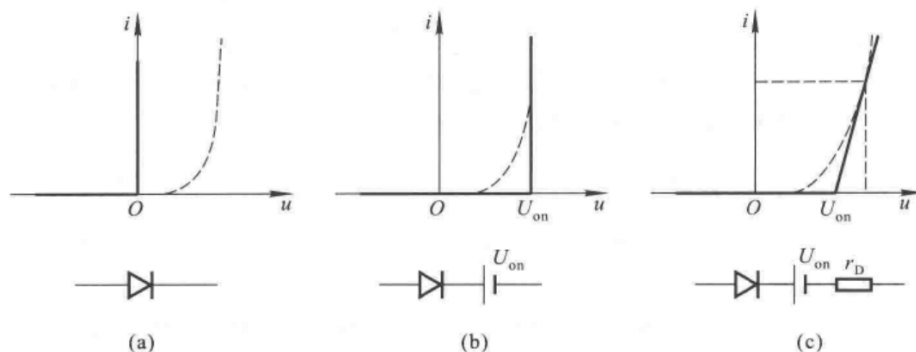 i i i
O u O U_on u O U_on u
U_on U_on r_D
(a) (b) (c)